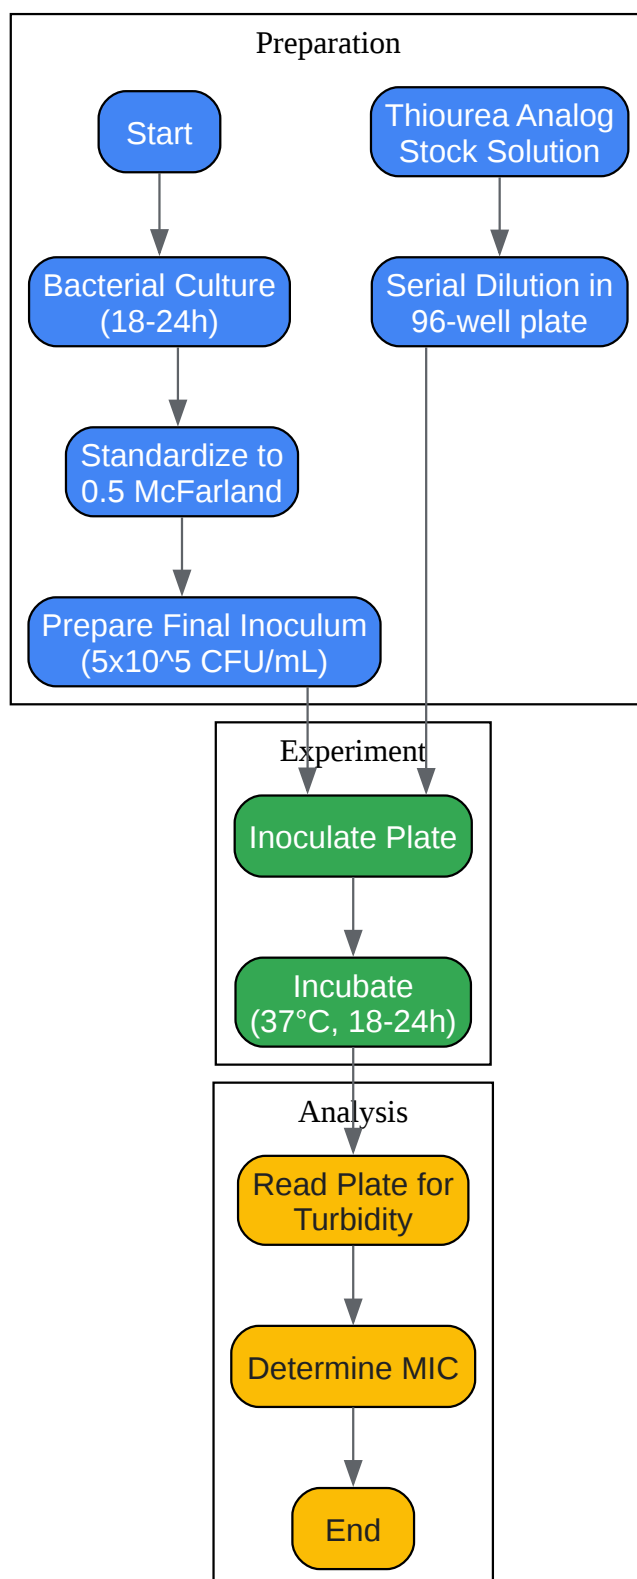 Preparation
Start
Thiourea Analog
Stock Solution
Bacterial Culture
(18-24h)
Serial Dilution in
96-well plate
Standardize to
0.5 McFarland
Prepare Final Inoculum
(5x10^5 CFU/mL)
Experiment
Inoculate Plate
Incubate
(37°C, 18-24h)
Analysis
Read Plate for
Turbidity
Determine MIC
End